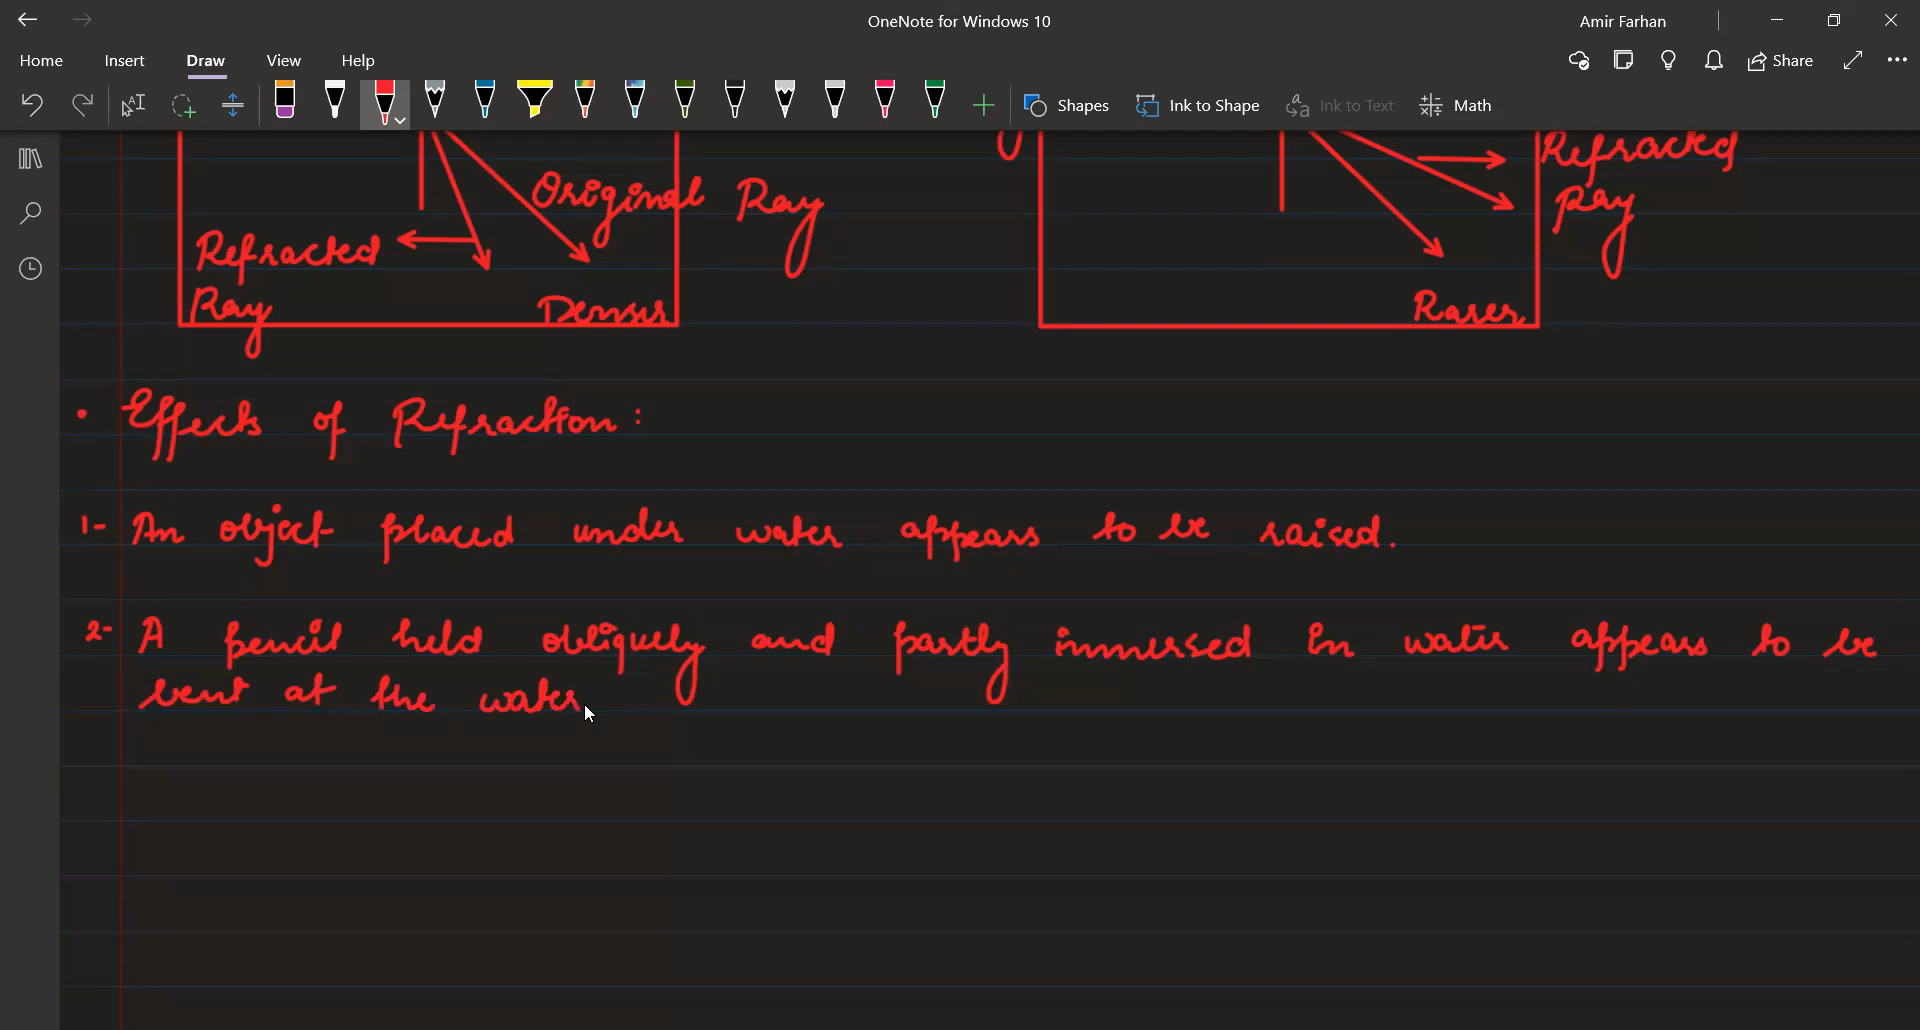 OneNote for Windows 10
Amir Farhan
Home Insert Draw View Help
Share
Shapes Ink to Shape Ink to Text Math
Original Ray
Refracted
Ray
Denser
Refracted
Ray
Rarer
• Effects of Refraction:
1- An object placed under water appears to be raised.
2- A pencil held obliquely and partly immersed in water appears to be
bent at the water